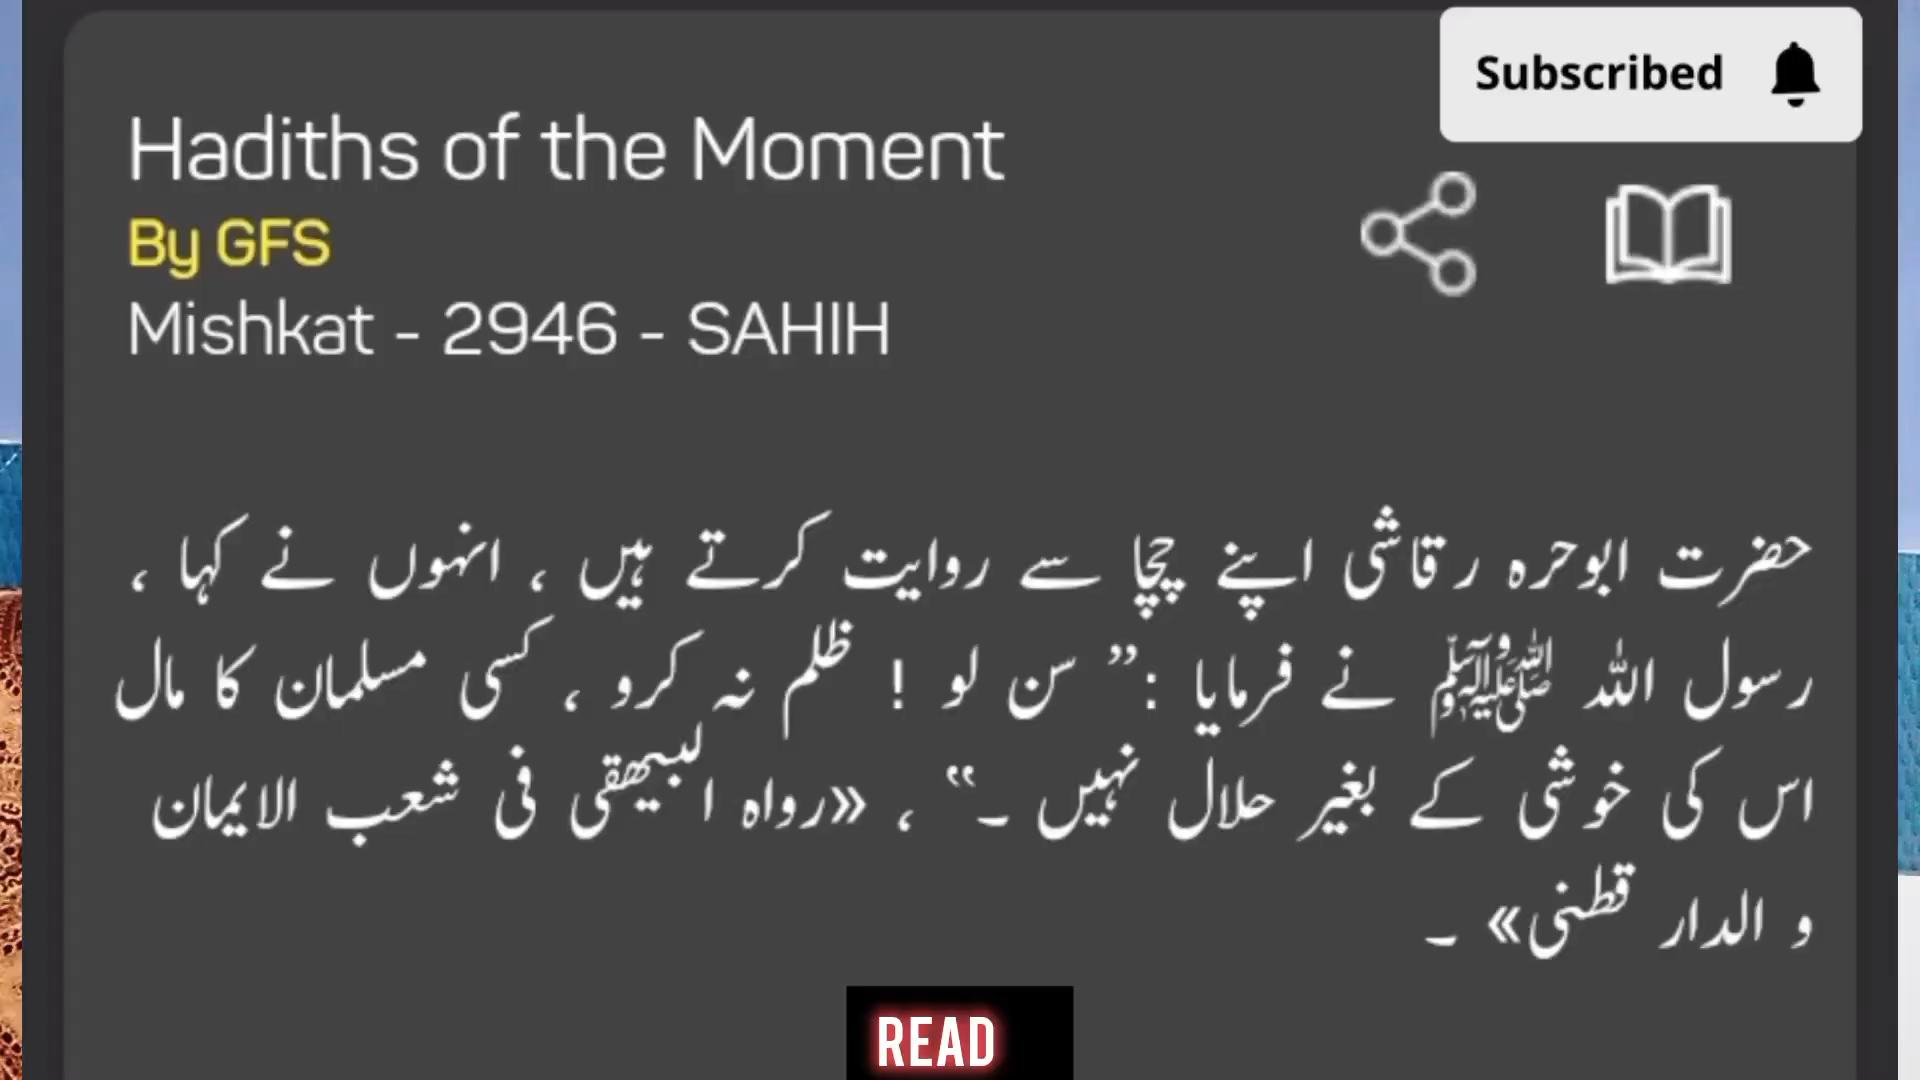 Subscribed
Hadiths of the Moment
By GFS
Mishkat - 2946 - SAHIH
حضرت ابوحرہ رقاشی اپنے چچا سے روایت کرتے ہیں ، انہوں نے کہا ،
رسول اللہ ﷺ نے فرمایا :” سن لو ! ظلم نہ کرو ، کسی مسلمان کا مال
اس کی خوشی کے بغیر حلال نہیں ۔“ ، «رواہ البیھقی فی شعب الایمان
و الدار قطنی» ۔
READ